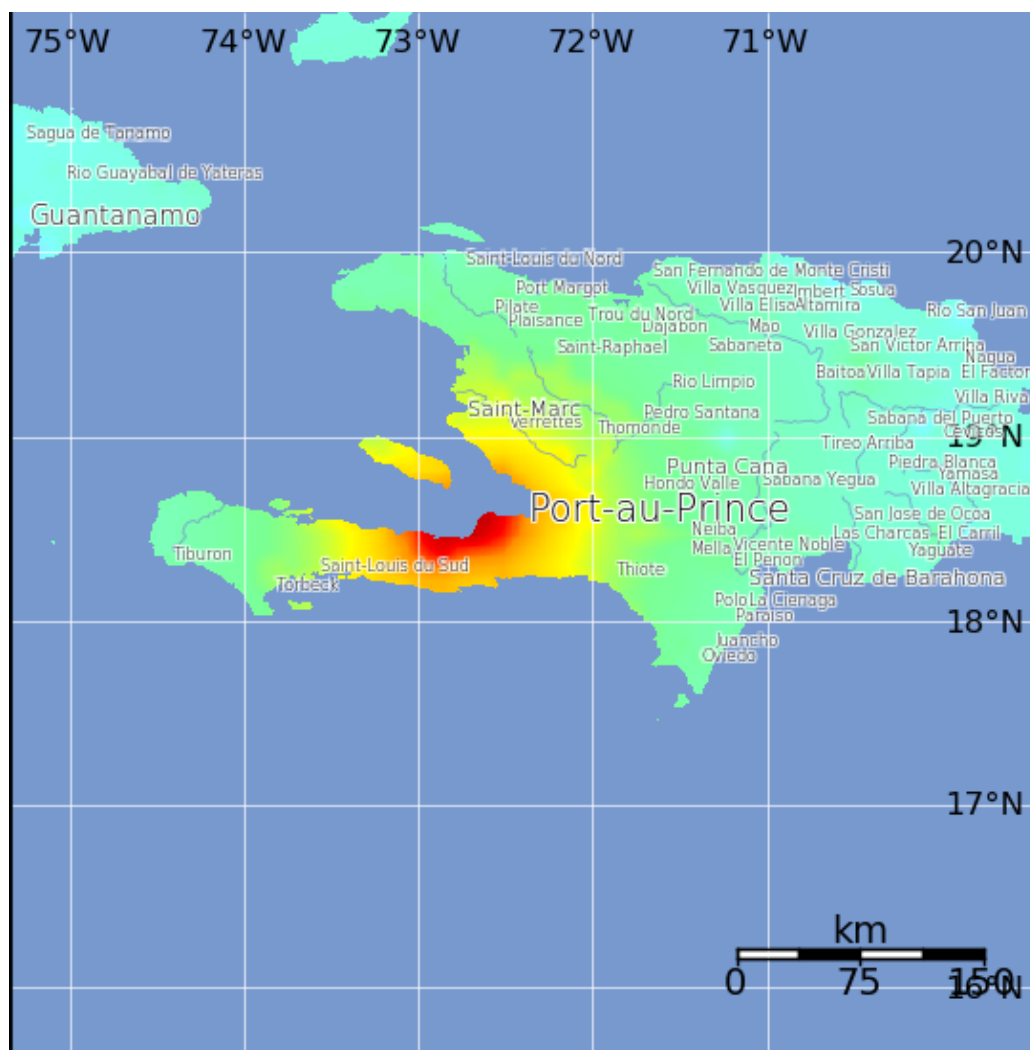 75°W 74°W 73°W 72°W 71°W
Sagua de Tanamo
Rio Guayabal de Yateras
Guantanamo
20°N
Saint-Louis du Nord
San Fernando de Monte Cristi
Port Margot
Villa Vasquez
Imbert
Sosua
Pilate
Villa Elisa
Altamira
Rio San Juan
Plaisance
Trou du Nord
Dajabon
Mao
Villa Gonzalez
Saint-Raphael
Sabaneta
San Victor Arriba
Nagua
Baitoa
Villa Tapia
El Factor
Rio Limpio
Villa Riva
Saint-Marc
Pedro Santana
Sabana del Puerto
Verrettes
Thomonde
Cevicos
19°N
Tireo Arriba
Punta Cana
Piedra Blanca
Hondo Valle
Sabana Yegua
Yamasa
Villa Altagracia
Port-au-Prince
San Jose de Ocoa
Neiba
Las Charcas
El Carril
Mella
Vicente Noble
Yaguate
Tiburon
El Penon
Saint-Louis du Sud
Thiote
Santa Cruz de Barahona
Torbeck
Polo
La Cienaga
Paraiso
18°N
Juancho
Oviedo
17°N
km
0 75 150
16°N